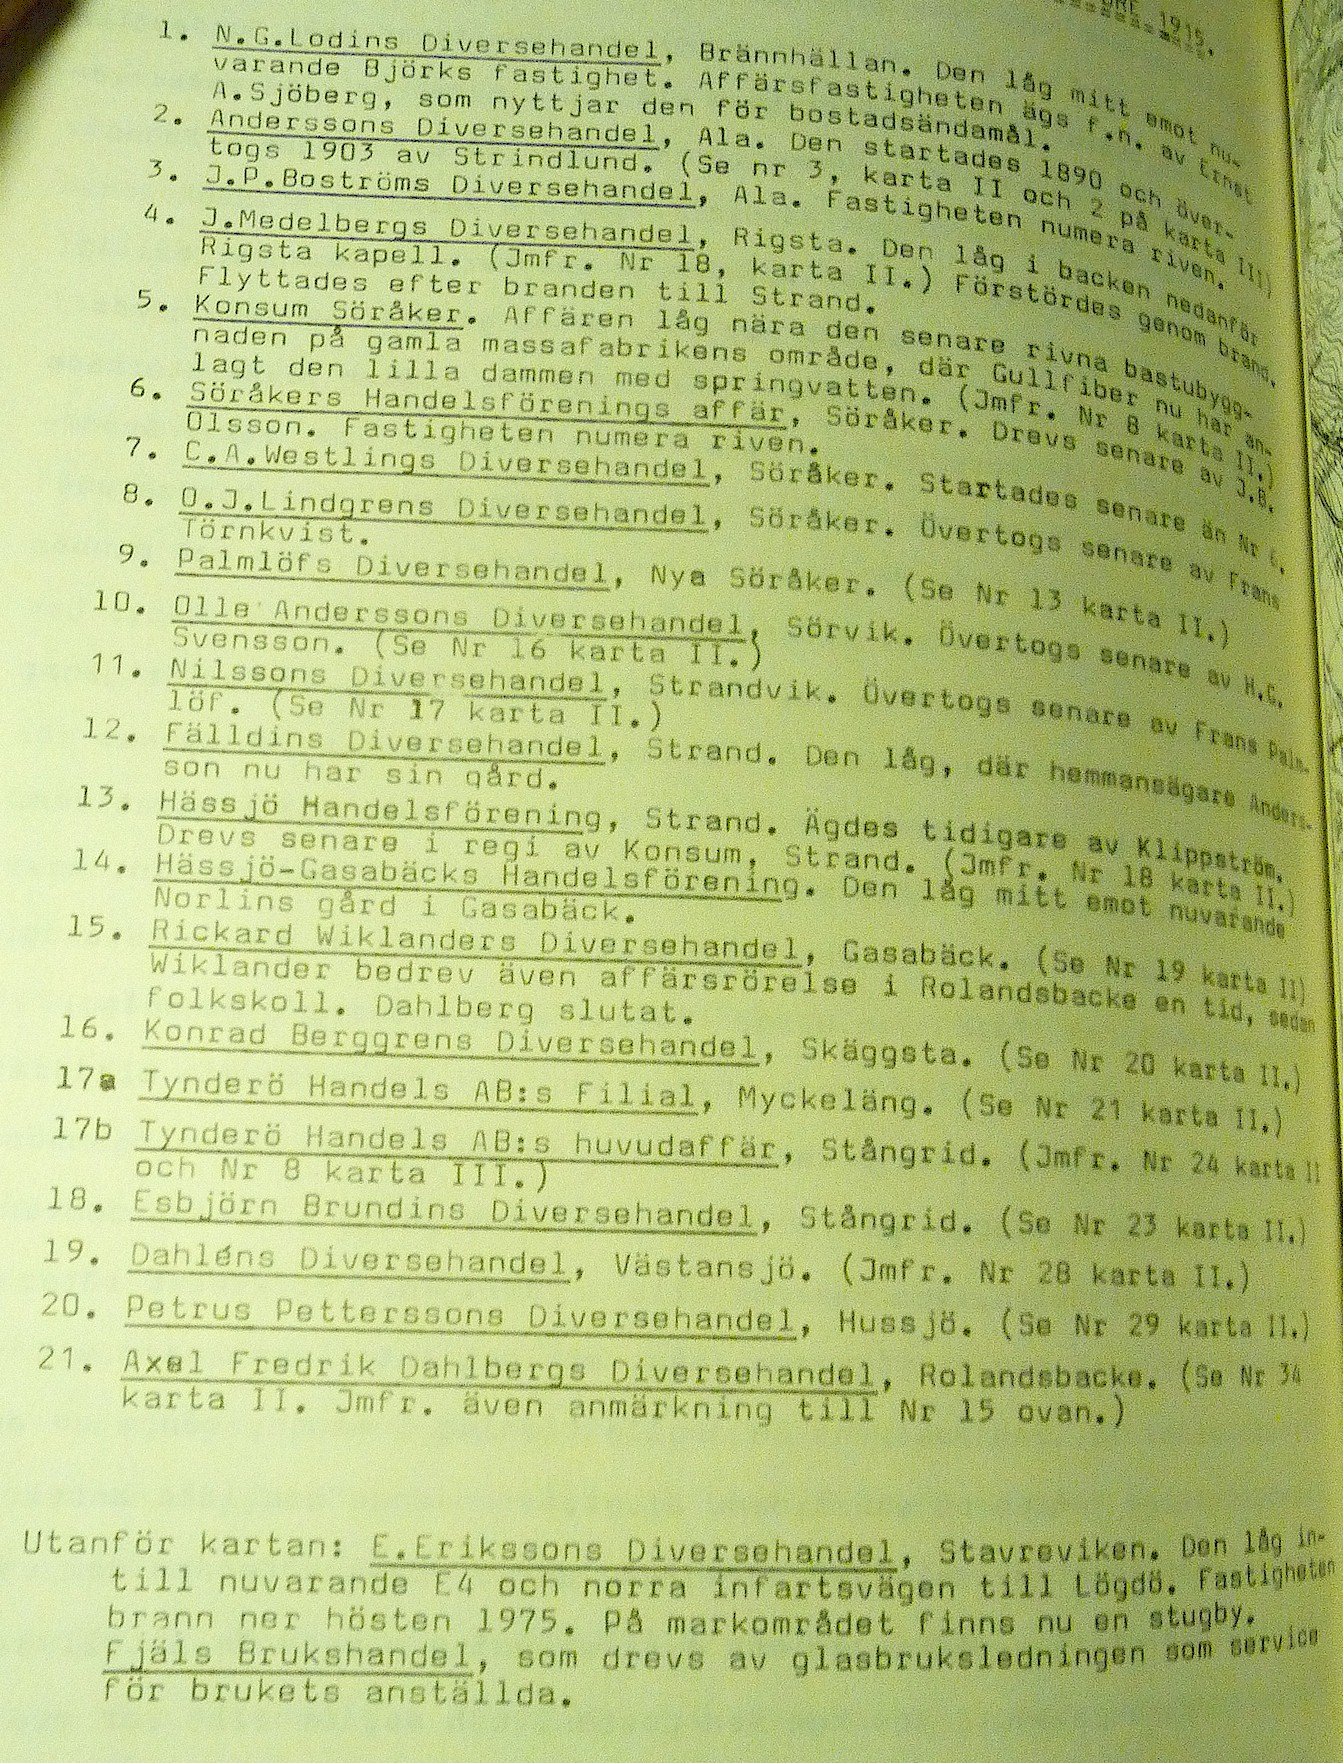 ÖRE 1915.
1. N.G.Lodins Diversehandel, Brännhällan. Den låg mitt emot nu-
varande Björks fastighet. Affärsfastigheten ägs f.n. av Ernst
A.Sjöberg, som nyttjar den för bostadsändamål.
2. Anderssons Diversehandel, Ala. Den startades 1890 och över-
togs 1903 av Strindlund. (Se nr 3, karta II och 2 på karta III)
3. J.P.Boströms Diversehandel, Ala. Fastigheten numera riven.
4. J.Medelbergs Diversehandel, Rigsta. Den låg i backen nedanför
Rigsta kapell. (Jmfr. Nr 18, karta II.) Förstördes genom brand.
Flyttades efter branden till Strand.
5. Konsum Söråker. Affären låg nära den senare rivna bastubygg-
naden på gamla massafabrikens område, där Gullfiber nu har an-
lagt den lilla dammen med springvatten. (Jmfr. Nr 8 karta II.)
6. Söråkers Handelsförenings affär, Söråker. Drevs senare av J.B.
Olsson. Fastigheten numera riven.
7. C.A.Westlings Diversehandel, Söråker. Startades senare än Nr 6.
8. O.J.Lindgrens Diversehandel, Söråker. Övertogs senare av Frans
Törnkvist.
9. Palmlöfs Diversehandel, Nya Söråker. (Se Nr 13 karta II.)
10. Olle Anderssons Diversehandel, Sörvik. Övertogs senare av H.G.
Svensson. (Se Nr 16 karta II.)
11. Nilssons Diversehandel, Strandvik. Övertogs senare av Frans Palm-
löf. (Se Nr 17 karta II.)
12. Fälldins Diversehandel, Strand. Den låg, där hemmansägare Anders-
son nu har sin gård.
13. Hässjö Handelsförening, Strand. Ägdes tidigare av Klippström.
Drevs senare i regi av Konsum, Strand. (Jmfr. Nr 18 karta II.)
14. Hässjö-Gasabäcks Handelsförening. Den låg mitt emot nuvarande
Norlins gård i Gasabäck.
15. Rickard Wiklanders Diversehandel, Gasabäck. (Se Nr 19 karta II)
Wiklander bedrev även affärsrörelse i Rolandsbacke en tid, sedan
folkskoll. Dahlberg slutat.
16. Konrad Berggrens Diversehandel, Skäggsta. (Se Nr 20 karta II.)
17a Tynderö Handels AB:s Filial, Myckeläng. (Se Nr 21 karta II.)
17b Tynderö Handels AB:s huvudaffär, Stångrid. (Jmfr. Nr 24 karta II
och Nr 8 karta III.)
18. Esbjörn Brundins Diversehandel, Stångrid. (Se Nr 23 karta II.)
19. Dahléns Diversehandel, Västansjö. (Jmfr. Nr 28 karta II.)
20. Petrus Petterssons Diversehandel, Hussjö. (Se Nr 29 karta II.)
21. Axel Fredrik Dahlbergs Diversehandel, Rolandsbacke. (Se Nr 34
karta II. Jmfr. även anmärkning till Nr 15 ovan.)
Utanför kartan: E.Erikssons Diversehandel, Stavreviken. Den låg in-
till nuvarande E4 och norra infartsvägen till Lögdö. Fastigheten
brann ner hösten 1975. På markområdet finns nu en stugby.
Fjäls Brukshandel, som drevs av glasbruksledningen som service
för brukets anställda.